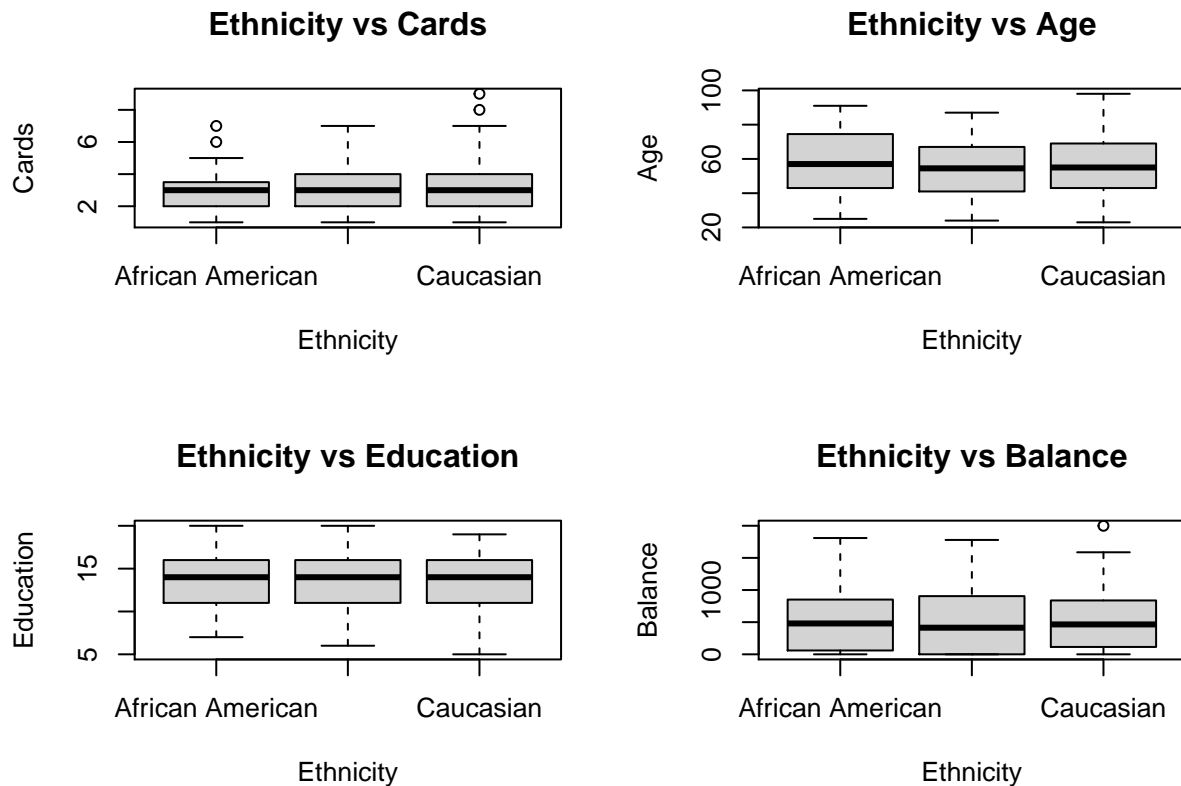 Ethnicity vs Cards
Cards
6
2
African American
Caucasian
Ethnicity
Ethnicity vs Age
Age
100
60
20
African American
Caucasian
Ethnicity
Ethnicity vs Education
Education
15
5
African American
Caucasian
Ethnicity
Ethnicity vs Balance
Balance
1000
0
African American
Caucasian
Ethnicity